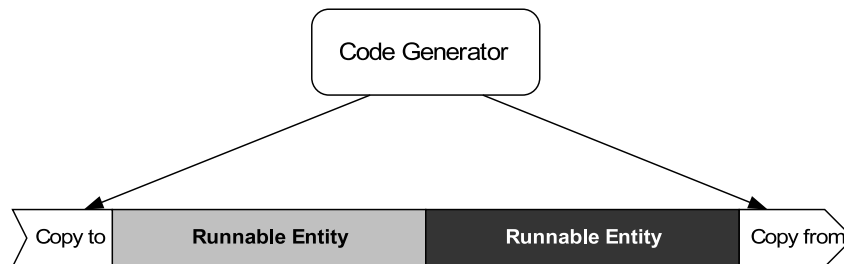 Code Generator
Copy to
Runnable Entity
Runnable Entity
Copy from